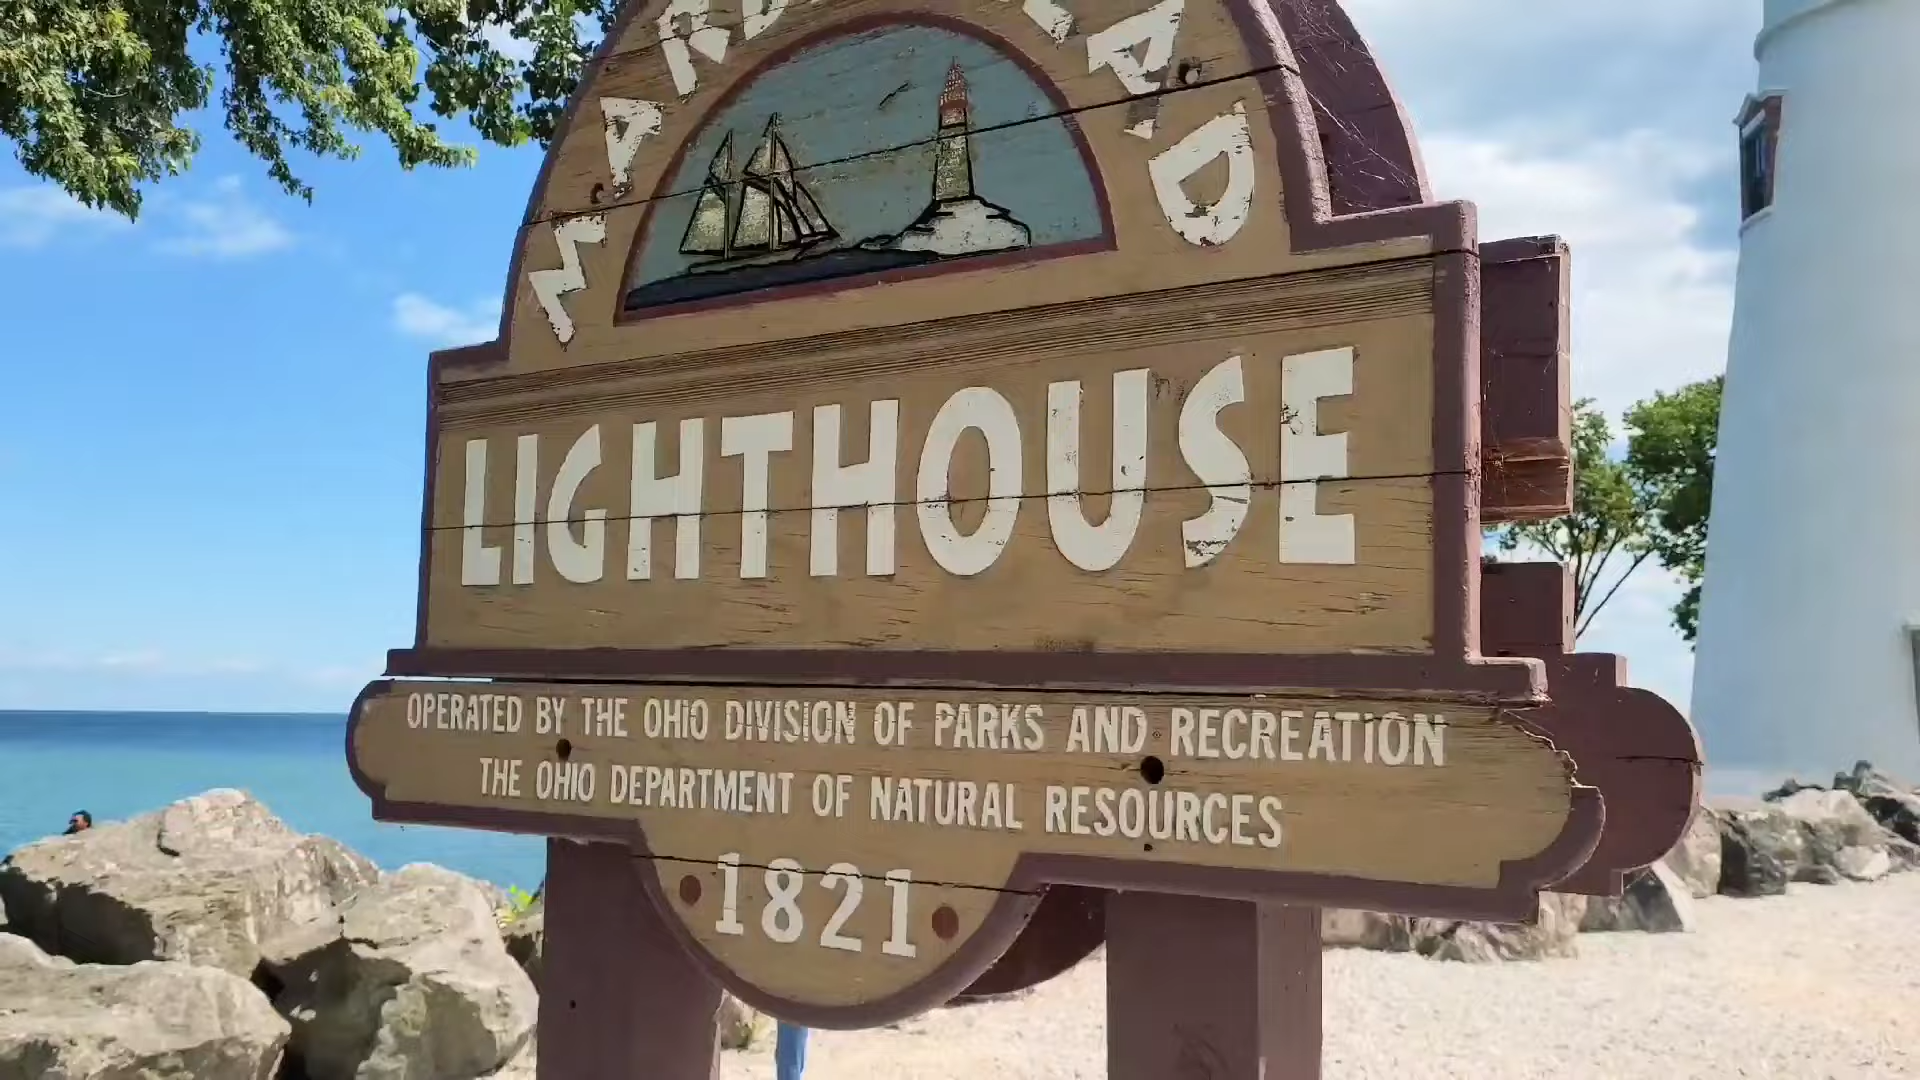 LIGHTHOUSE
OPERATED BY THE OHIO DIVISION OF PARKS AND RECREATION
THE OHIO DEPARTMENT OF NATURAL RESOURCES
1821